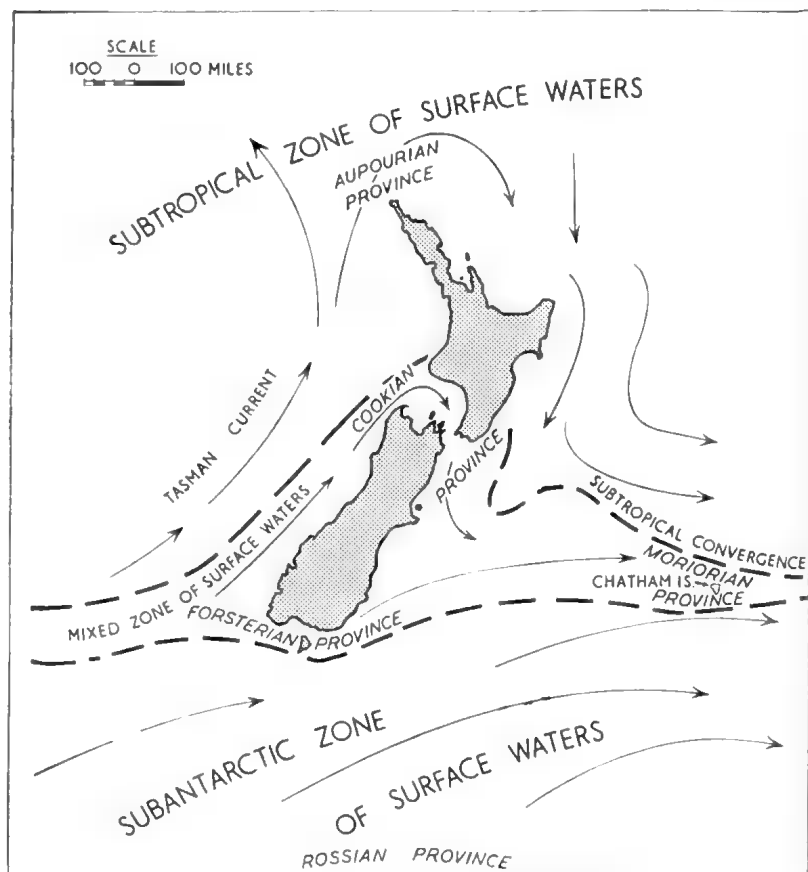 SCALE
100 0 100 MILES
SUBTROPICAL ZONE OF SURFACE WATERS
AUPOURIAN
PROVINCE
TASMAN CURRENT
COOKIAN
PROVINCE
MIXED ZONE OF SURFACE WATERS
SUBTROPICAL CONVERGENCE
MORIORIAN
CHATHAM IS.
PROVINCE
FORSTERIAN PROVINCE
SUBANTARCTIC ZONE
OF SURFACE WATERS
ROSSIAN PROVINCE